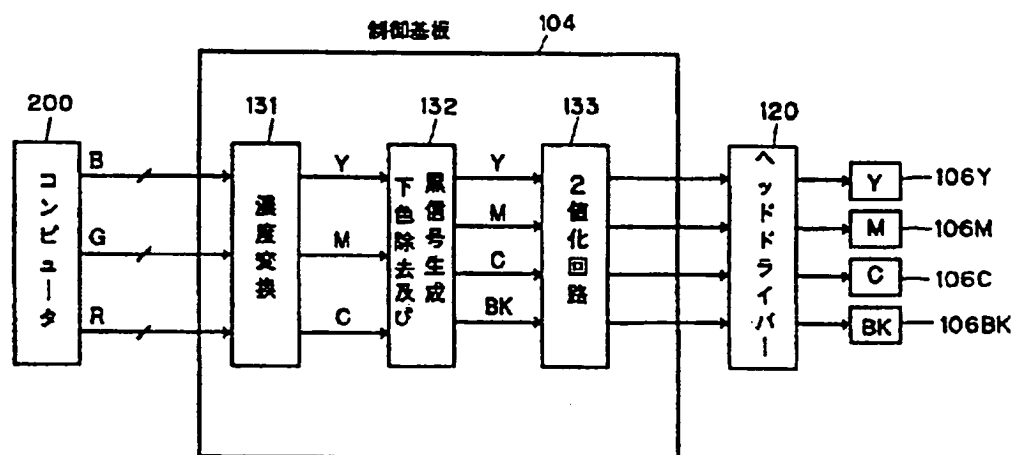 制御基板
104
200
131
132
133
120
コンピュータ
B
G
R
濃度変換
Y
M
C
下色除去及び
黒信号生成
Y
M
C
BK
2値化回路
ヘッドドライバー
Y
106Y
M
106M
C
106C
BK
106BK